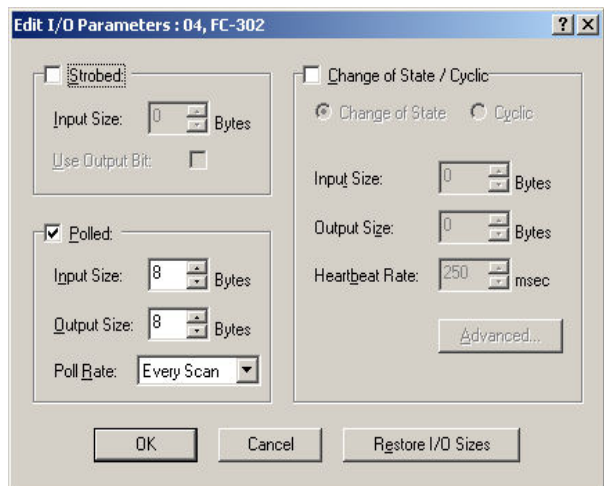 Edit I/O Parameters : 04, FC-302
Strobed:
Input Size: 0 Bytes
Use Output Bit:
Polled:
Input Size: 8 Bytes
Output Size: 8 Bytes
Poll Rate: Every Scan
Change of State / Cyclic
Change of State Cyclic
Input Size: 0 Bytes
Output Size: 0 Bytes
Heartbeat Rate: 250 msec
Advanced...
OK Cancel Restore I/O Sizes